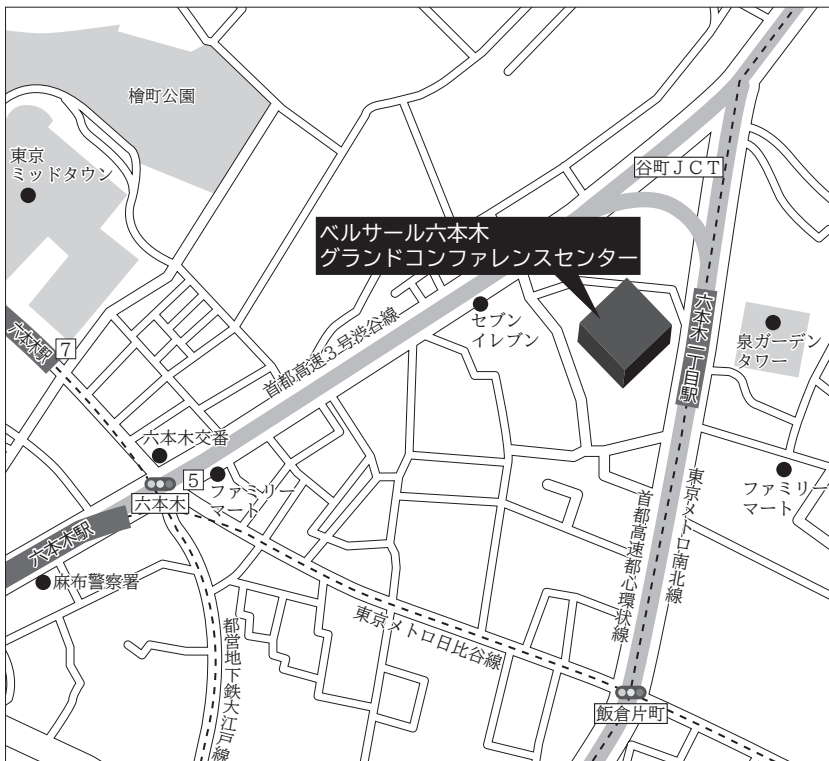 檜町公園
東京
ミッドタウン
谷町JCT
ベルサール六本木
グランドコンファレンスセンター
六本木駅
7
首都高速3号渋谷線
セブン
イレブン
六本木一丁目駅
泉ガーデン
タワー
六本木交番
5
ファミリー
マート
六本木
六本木駅
麻布警察署
都営地下鉄大江戸線
東京メトロ日比谷線
首都高速都心環状線
東京メトロ南北線
ファミリー
マート
飯倉片町